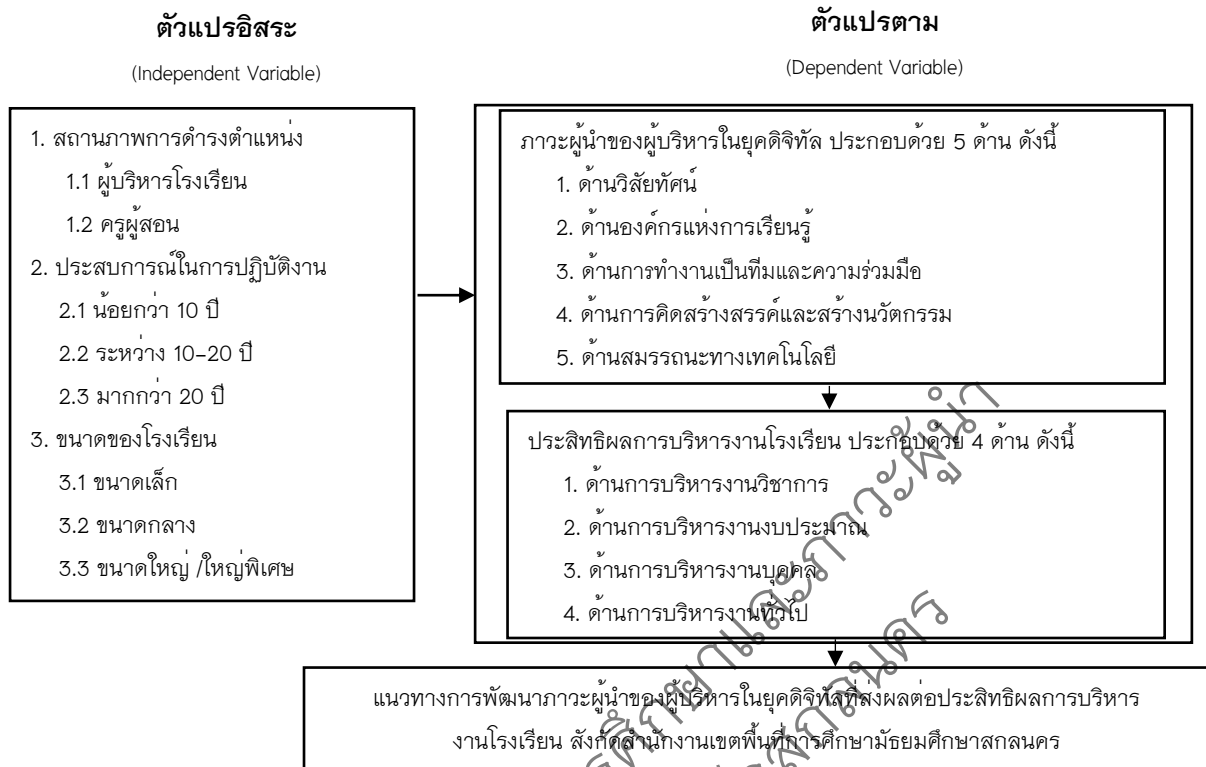 ตัวแปรอิสระ
(Independent Variable)
1. สถานภาพการดำรงตำแหน่ง
1.1 ผู้บริหารโรงเรียน
1.2 ครูผู้สอน
2. ประสบการณ์ในการปฏิบัติงาน
2.1 น้อยกว่า 10 ปี
2.2 ระหว่าง 10-20 ปี
2.3 มากกว่า 20 ปี
3. ขนาดของโรงเรียน
3.1 ขนาดเล็ก
3.2 ขนาดกลาง
3.3 ขนาดใหญ่ /ใหญ่พิเศษ
ตัวแปรตาม
(Dependent Variable)
ภาวะผู้นำของผู้บริหารในยุคดิจิทัล ประกอบด้วย 5 ด้าน ดังนี้
1. ด้านวิสัยทัศน์
2. ด้านองค์กรแห่งการเรียนรู้
3. ด้านการทำงานเป็นทีมและความร่วมมือ
4. ด้านการคิดสร้างสรรค์และสร้างนวัตกรรม
5. ด้านสมรรถนะทางเทคโนโลยี
ประสิทธิผลการบริหารงานโรงเรียน ประกอบด้วย 4 ด้าน ดังนี้
1. ด้านการบริหารงานวิชาการ
2. ด้านการบริหารงานงบประมาณ
3. ด้านการบริหารงานบุคคล
4. ด้านการบริหารงานทั่วไป
แนวทางการพัฒนาภาวะผู้นำของผู้บริหารในยุคดิจิทัลที่ส่งผลต่อประสิทธิผลการบริหาร
งานโรงเรียน สังกัดสำนักงานเขตพื้นที่การศึกษามัธยมศึกษาสกลนคร